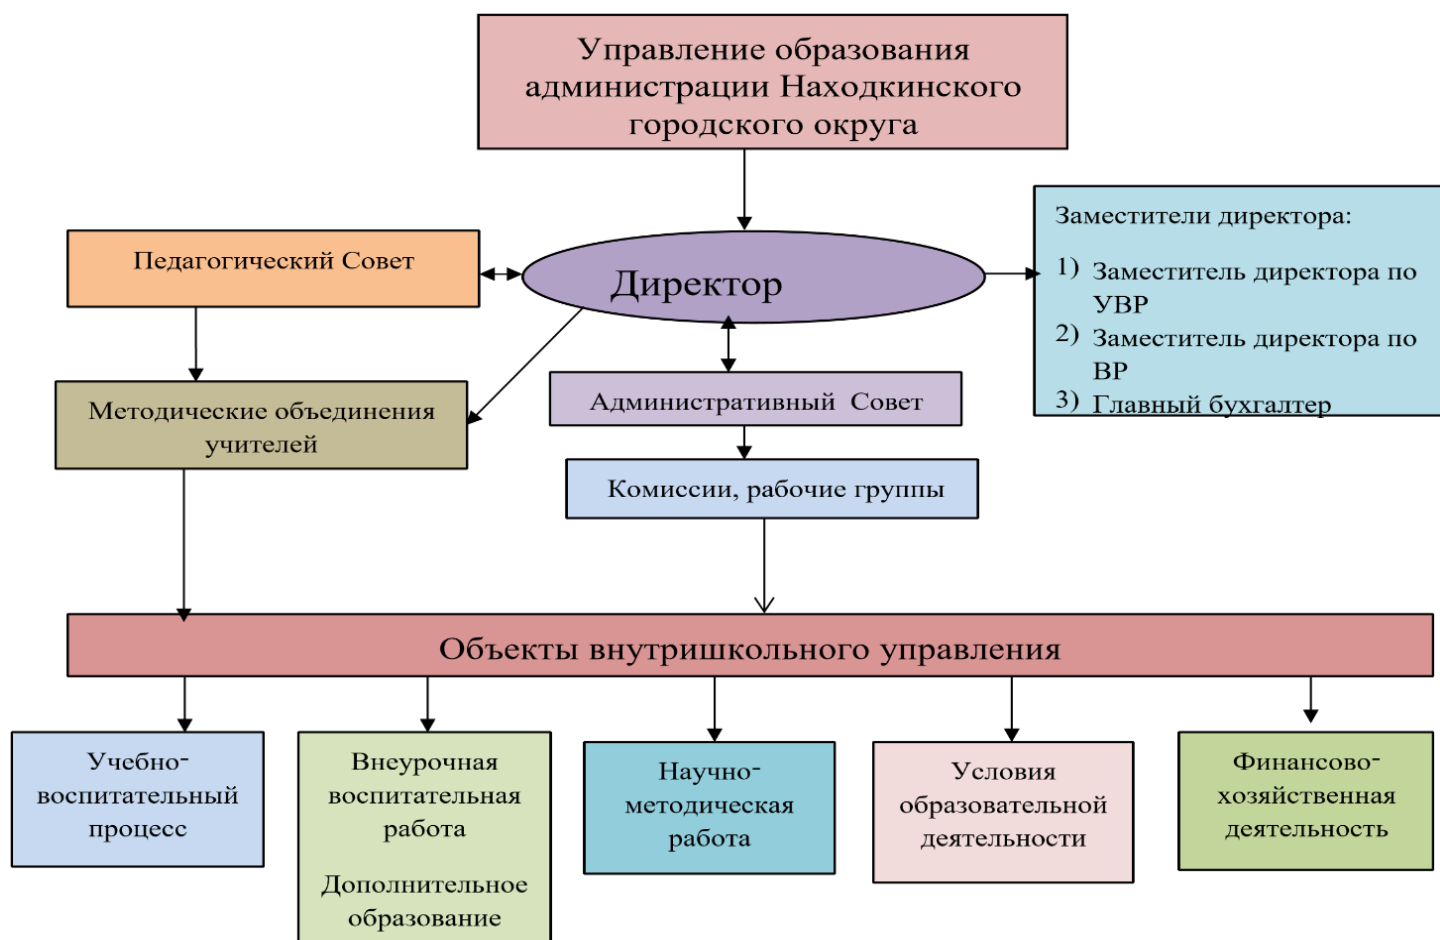 Управление образования
администрации Находкинского
городского округа
Педагогический Совет
Директор
Заместители директора:
1) Заместитель директора по
УВР
2) Заместитель директора по
ВР
3) Главный бухгалтер
Методические объединения
учителей
Административный Совет
Комиссии, рабочие группы
Объекты внутришкольного управления
Учебно-
воспитательный
процесс
Внеурочная
воспитательная
работа
Дополнительное
образование
Научно-
методическая
работа
Условия
образовательной
деятельности
Финансово-
хозяйственная
деятельность